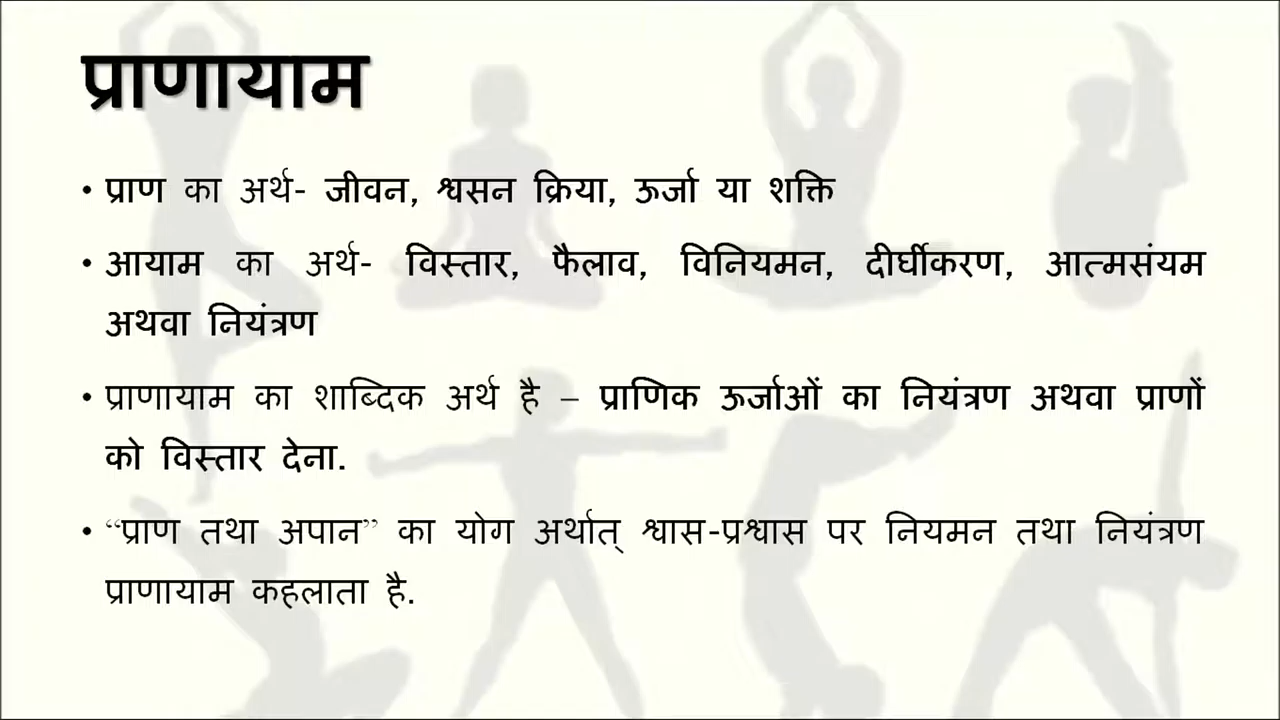 प्राणायाम
• प्राण का अर्थ- जीवन, श्वसन क्रिया, ऊर्जा या शक्ति
• आयाम का अर्थ- विस्तार, फैलाव, विनियमन, दीर्घीकरण, आत्मसंयम
अथवा नियंत्रण
• प्राणायाम का शाब्दिक अर्थ है – प्राणिक ऊर्जाओं का नियंत्रण अथवा प्राणों
को विस्तार देना.
• “प्राण तथा अपान” का योग अर्थात् श्वास-प्रश्वास पर नियमन तथा नियंत्रण
प्राणायाम कहलाता है.